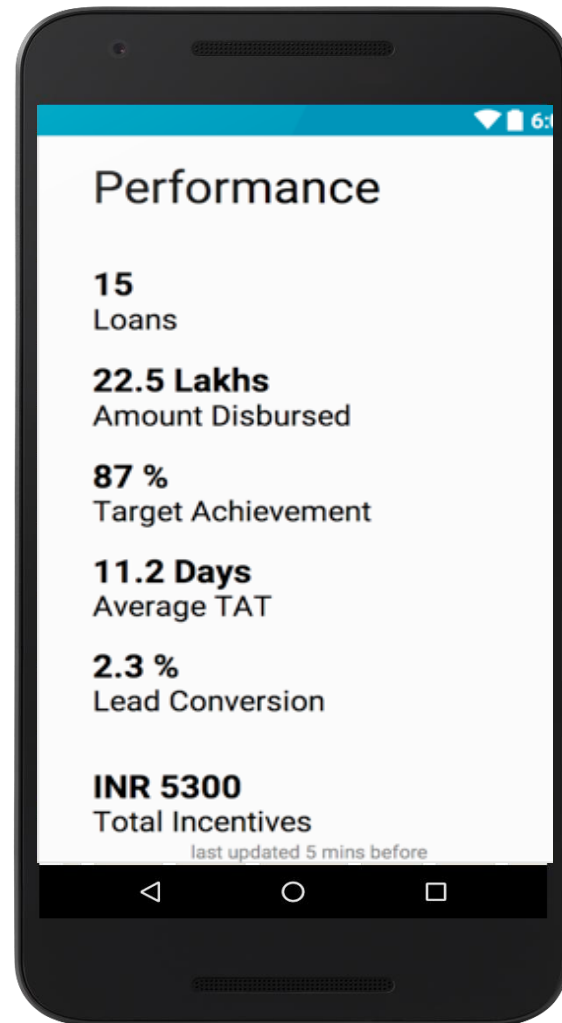 Performance
15
Loans
22.5 Lakhs
Amount Disbursed
87 %
Target Achievement
11.2 Days
Average TAT
2.3 %
Lead Conversion
INR 5300
Total Incentives
last updated 5 mins before